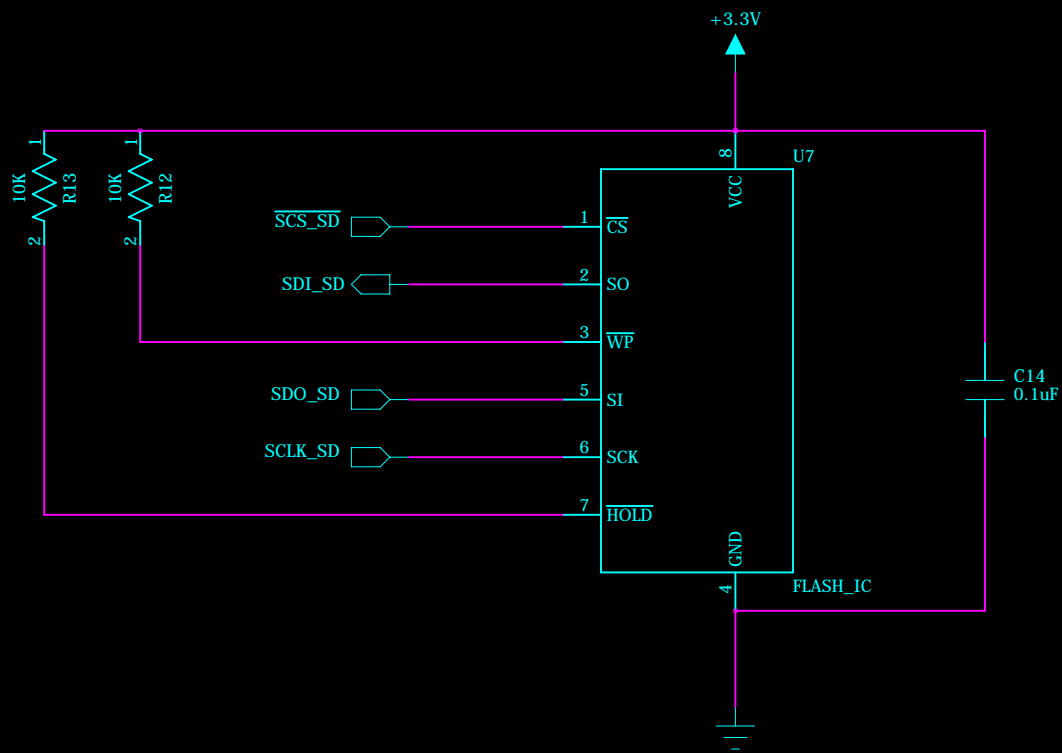 +3.3V
1
1
8
U7
10K
R13
10K
R12
VCC
2
2
SCS_SD
1
CS
SDI_SD
2
SO
3
WP
SDO_SD
5
SI
C14
0.1uF
SCLK_SD
6
SCK
7
HOLD
GND
4
FLASH_IC